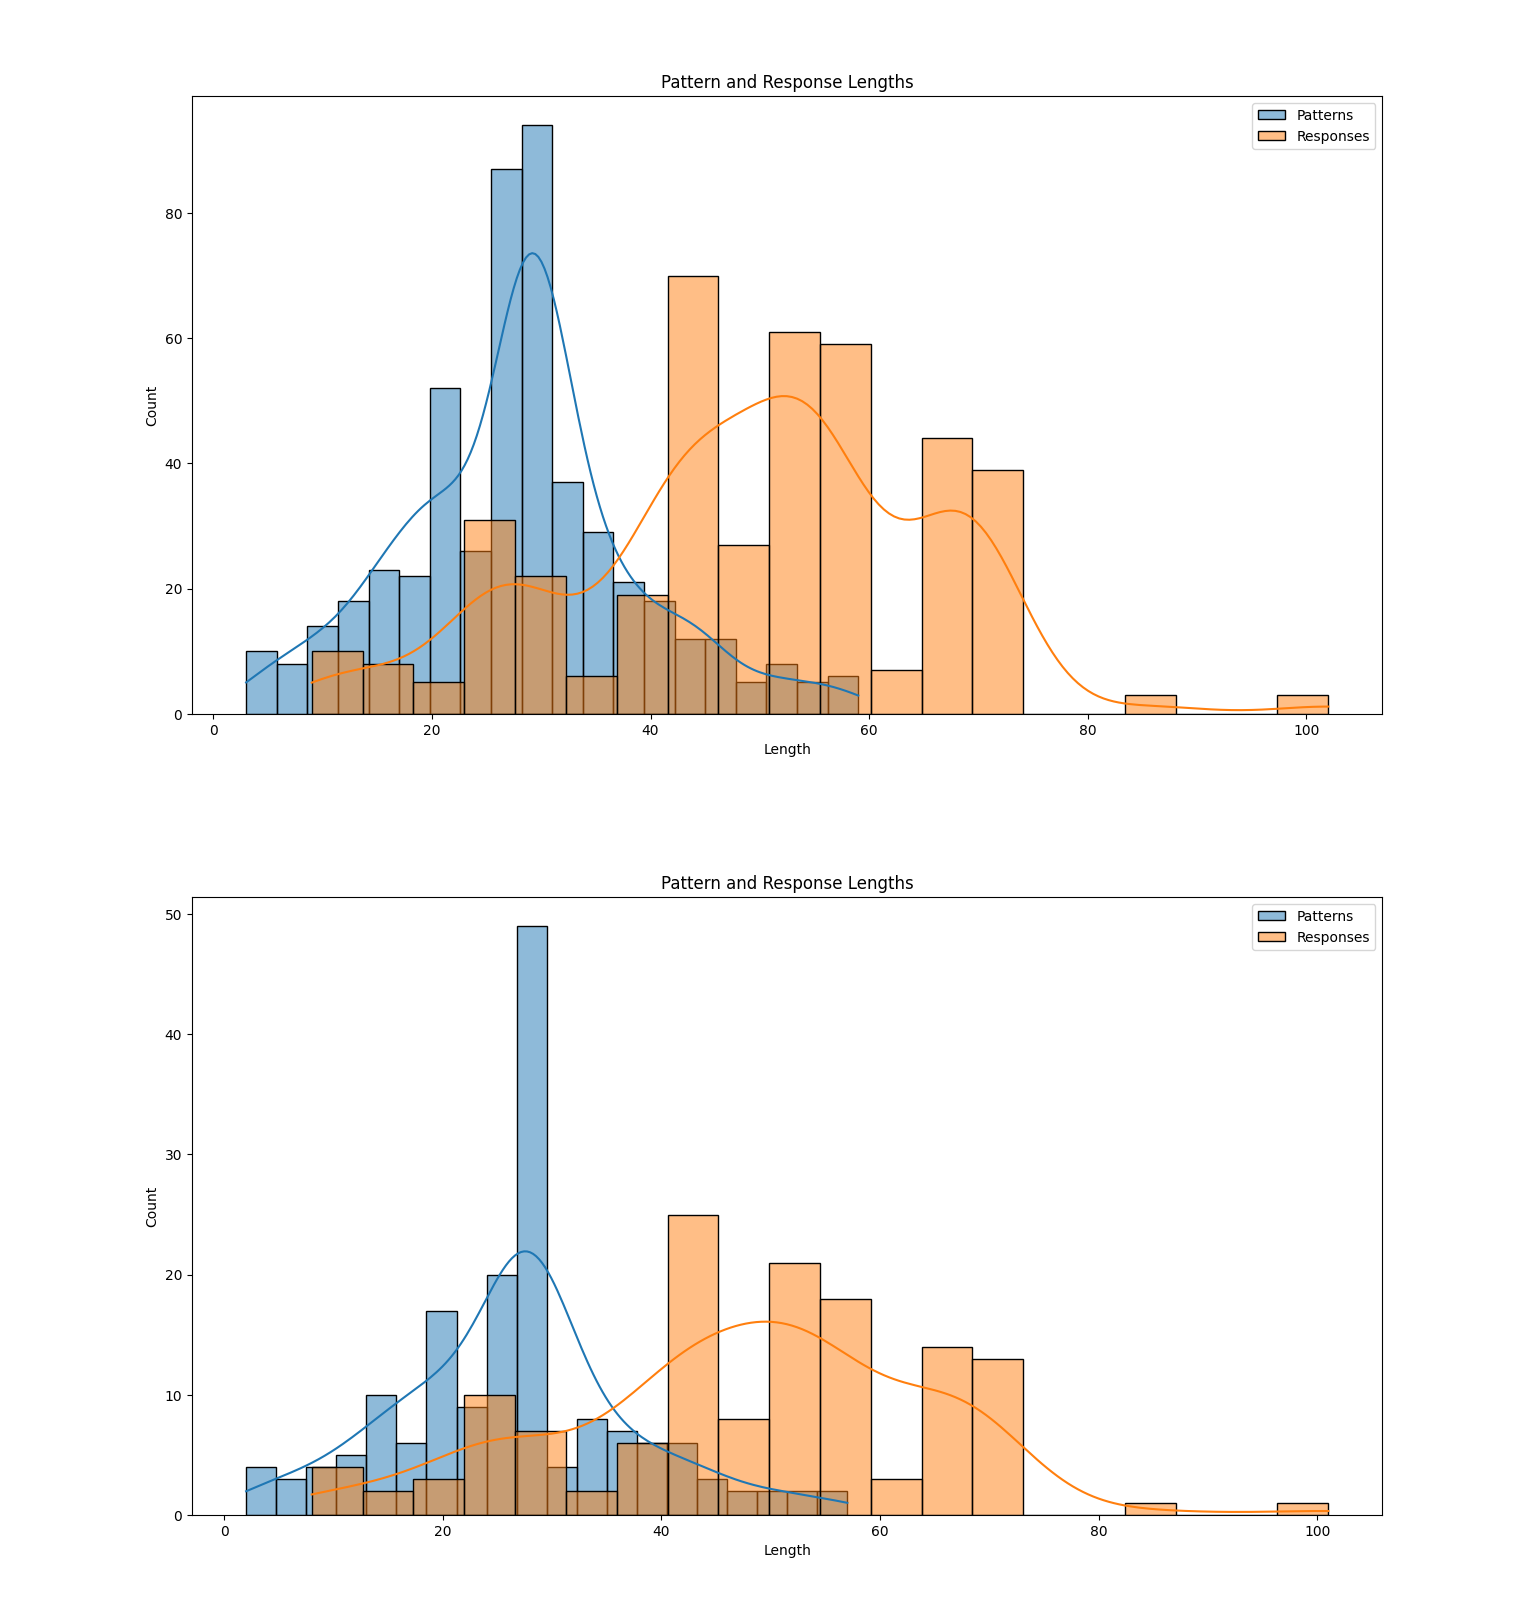 Pattern and Response Lengths
Patterns
Responses
80
60
40
20
0
Count
0 20 40 60 80 100
Length
Pattern and Response Lengths
Patterns
Responses
50
40
30
20
10
0
Count
0 20 40 60 80 100
Length